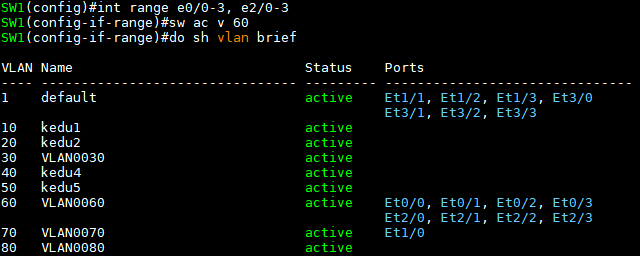 SW1(config)#int range e0/0-3, e2/0-3
SW1(config-if-range)#sw ac v 60
SW1(config-if-range)#do sh vlan brief
VLAN Name                             Status    Ports
---- -------------------------------- --------- -------------------------------
1    default                          active    Et1/1, Et1/2, Et1/3, Et3/0
                                                Et3/1, Et3/2, Et3/3
10   kedu1                            active
20   kedu2                            active
30   VLAN0030                         active
40   kedu4                            active
50   kedu5                            active
60   VLAN0060                         active    Et0/0, Et0/1, Et0/2, Et0/3
                                                Et2/0, Et2/1, Et2/2, Et2/3
70   VLAN0070                         active    Et1/0
80   VLAN0080                         active